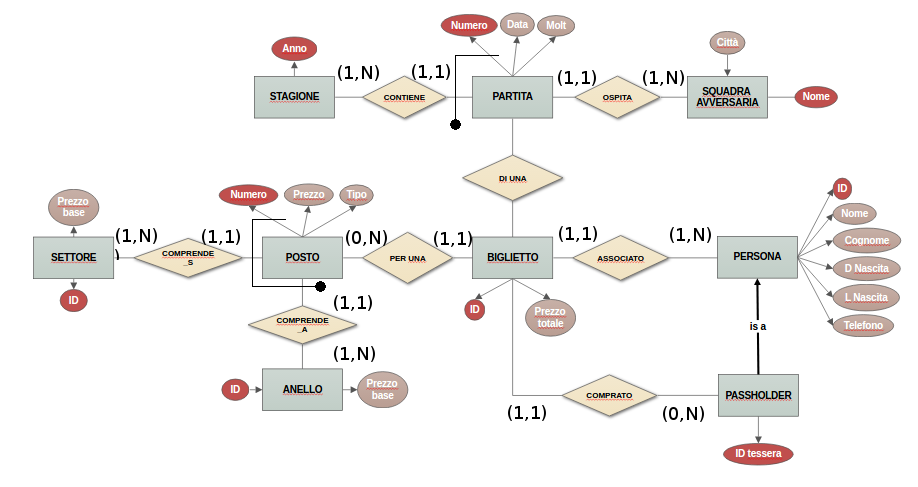 Numero
Data
Molt
Anno
Città
(1,N)
(1,1)
(1,1)
(1,N)
STAGIONE
CONTIENE
PARTITA
OSPITA
SQUADRA
AVVERSARIA
Nome
DI UNA
ID
Prezzo
base
Numero
Prezzo
Tipo
Nome
(1,N)
(1,1)
(0,N)
(1,1)
(1,1)
(1,N)
Cognome
SETTORE
COMPRENDE
_S
POSTO
PER UNA
BIGLIETTO
ASSOCIATO
PERSONA
D Nascita
ID
(1,1)
ID
Prezzo
totale
L Nascita
COMPRENDE
_A
is a
Telefono
(1,N)
ID
ANELLO
Prezzo
base
COMPRATO
PASSHOLDER
(1,1)
(0,N)
ID tessera